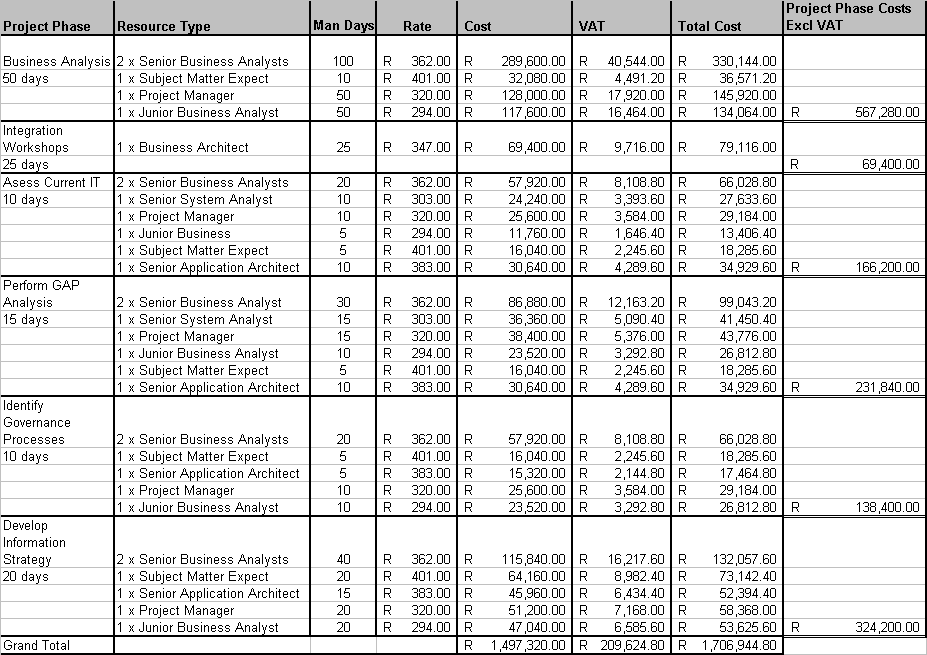 Project Phase Resource Type Man Days Rate Cost VAT Total Cost Project Phase Costs Excl VAT
Business Analysis 2 x Senior Business Analysts 100 R 362.00 R 289,600.00 R 40,544.00 R 330,144.00
50 days 1 x Subject Matter Expect 10 R 401.00 R 32,080.00 R 4,491.20 R 36,571.20
1 x Project Manager 50 R 320.00 R 128,000.00 R 17,920.00 R 145,920.00
1 x Junior Business Analyst 50 R 294.00 R 117,600.00 R 16,464.00 R 134,064.00 R 567,280.00
Integration
Workshops 1 x Business Architect 25 R 347.00 R 69,400.00 R 9,716.00 R 79,116.00
25 days R 69,400.00
Asess Current IT 2 x Senior Business Analysts 20 R 362.00 R 57,920.00 R 8,108.80 R 66,028.80
10 days 1 x Senior System Analyst 10 R 303.00 R 24,240.00 R 3,393.60 R 27,633.60
1 x Project Manager 10 R 320.00 R 25,600.00 R 3,584.00 R 29,184.00
1 x Junior Business 5 R 294.00 R 11,760.00 R 1,646.40 R 13,406.40
1 x Subject Matter Expect 5 R 401.00 R 16,040.00 R 2,245.60 R 18,285.60
1 x Senior Application Architect 10 R 383.00 R 30,640.00 R 4,289.60 R 34,929.60 R 166,200.00
Perform GAP
Analysis 2 x Senior Business Analyst 30 R 362.00 R 86,880.00 R 12,163.20 R 99,043.20
15 days 1 x Senior System Analyst 15 R 303.00 R 36,360.00 R 5,090.40 R 41,450.40
1 x Project Manager 15 R 320.00 R 38,400.00 R 5,376.00 R 43,776.00
1 x Junior Business Analyst 10 R 294.00 R 23,520.00 R 3,292.80 R 26,812.80
1 x Subject Matter Expect 5 R 401.00 R 16,040.00 R 2,245.60 R 18,285.60
1 x Senior Application Architect 10 R 383.00 R 30,640.00 R 4,289.60 R 34,929.60 R 231,840.00
Identify
Governance
Processes 2 x Senior Business Analysts 20 R 362.00 R 57,920.00 R 8,108.80 R 66,028.80
10 days 1 x Subject Matter Expect 5 R 401.00 R 16,040.00 R 2,245.60 R 18,285.60
1 x Senior Application Architect 5 R 383.00 R 15,320.00 R 2,144.80 R 17,464.80
1 x Project Manager 10 R 320.00 R 25,600.00 R 3,584.00 R 29,184.00
1 x Junior Business Analyst 10 R 294.00 R 23,520.00 R 3,292.80 R 26,812.80 R 138,400.00
Develop
Information
Strategy 2 x Senior Business Analysts 40 R 362.00 R 115,840.00 R 16,217.60 R 132,057.60
20 days 1 x Subject Matter Expect 20 R 401.00 R 64,160.00 R 8,982.40 R 73,142.40
1 x Senior Application Architect 15 R 383.00 R 45,960.00 R 6,434.40 R 52,394.40
1 x Project Manager 20 R 320.00 R 51,200.00 R 7,168.00 R 58,368.00
1 x Junior Business Analyst 20 R 294.00 R 47,040.00 R 6,585.60 R 53,625.60 R 324,200.00
Grand Total R 1,497,320.00 R 209,624.80 R 1,706,944.80